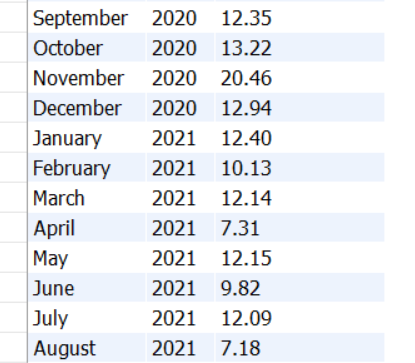 September 2020 12.35
October 2020 13.22
November 2020 20.46
December 2020 12.94
January 2021 12.40
February 2021 10.13
March 2021 12.14
April 2021 7.31
May 2021 12.15
June 2021 9.82
July 2021 12.09
August 2021 7.18